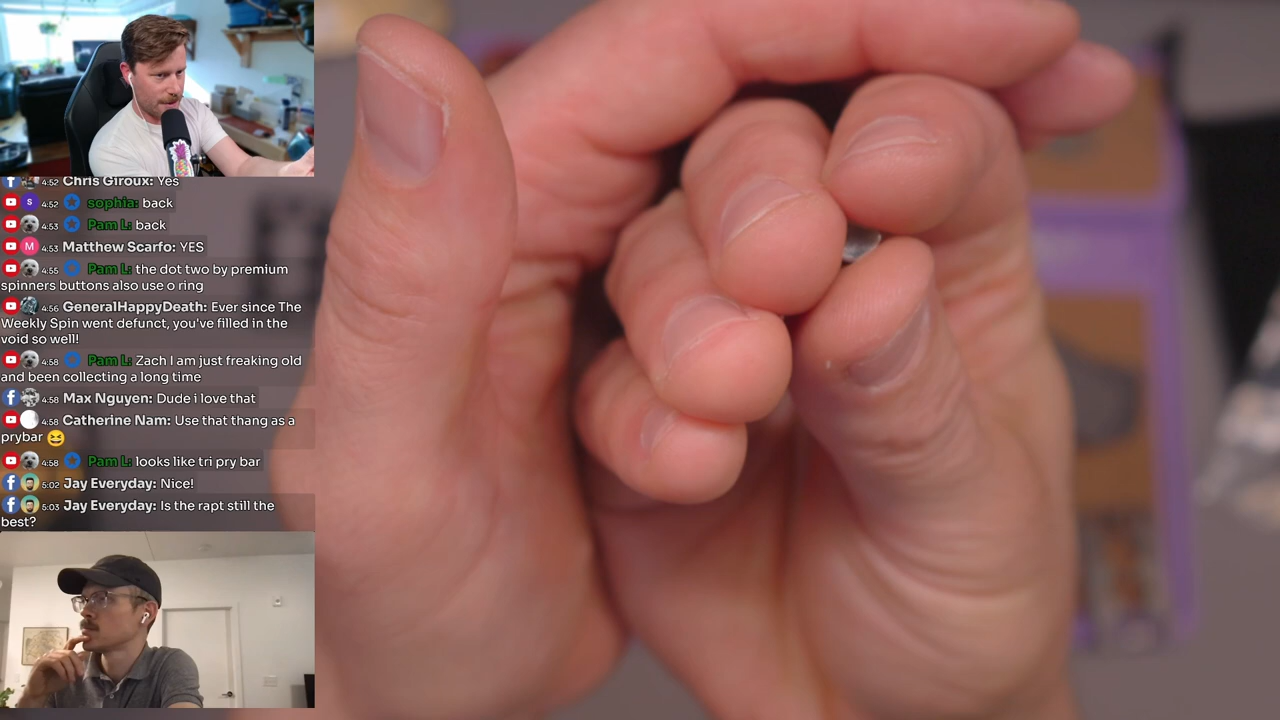 4:52 Chris Giroux: Yes
S 4:52 sophia: back
4:53 Pam L: back
M 4:53 Matthew Scarfo: YES
4:55 Pam L: the dot two by premium
spinners buttons also use o ring
4:56 GeneralHappyDeath: Ever since The
Weekly Spin went defunct, you've filled in the
void so well!
4:58 Pam L: Zach I am just freaking old
and been collecting a long time
4:58 Max Nguyen: Dude i love that
4:58 Catherine Nam: Use that thang as a
prybar 😆
4:58 Pam L: looks like tri pry bar
5:02 Jay Everyday: Nice!
5:03 Jay Everyday: Is the rapt still the
best?